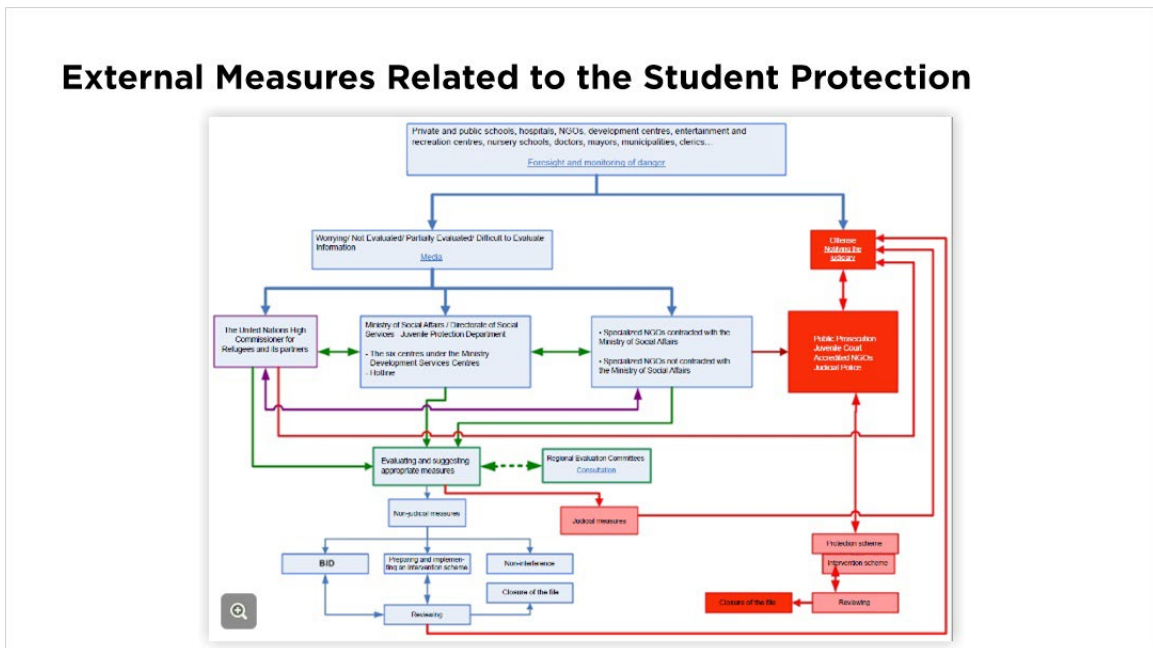 External Measures Related to the Student Protection
Private and public schools, hospitals, NGOs, development centres, entertainment and
recreation centres, nursery schools, doctors, mayors, municipalities, clerics...
Foresight and monitoring of danger
Worrying/ Not Evaluated/ Partially Evaluated/ Difficult to Evaluate
Information
Media
Offense
Notifying the
judiciary
The United Nations High
Commissioner for
Refugees and its partners
Ministry of Social Affairs / Directorate of Social
Services Juvenile Protection Department
- The six centres under the Ministry
Development Services Centres
- Hotline
• Specialized NGOs contracted with the
Ministry of Social Affairs
• Specialized NGOs not contracted with
the Ministry of Social Affairs
Public Prosecution
Juvenile Court
Accredited NGOs
Judicial Police
Evaluating and suggesting
appropriate measures
Regional Evaluation Committees
Consultation
Non-judicial measures
Judicial measures
Protection scheme
Intervention scheme
BID
Preparing and implemen-
ting an intervention scheme
Non-interference
Closure of the file
Reviewing
Closure of the file
Reviewing